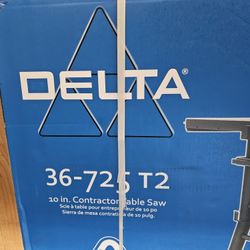 DELTA
36-725 T2
10 in. Contractor Table Saw
Scie à table pour entrepreneur de 10 po
Sierra de mesa contratista de 10 pulg.